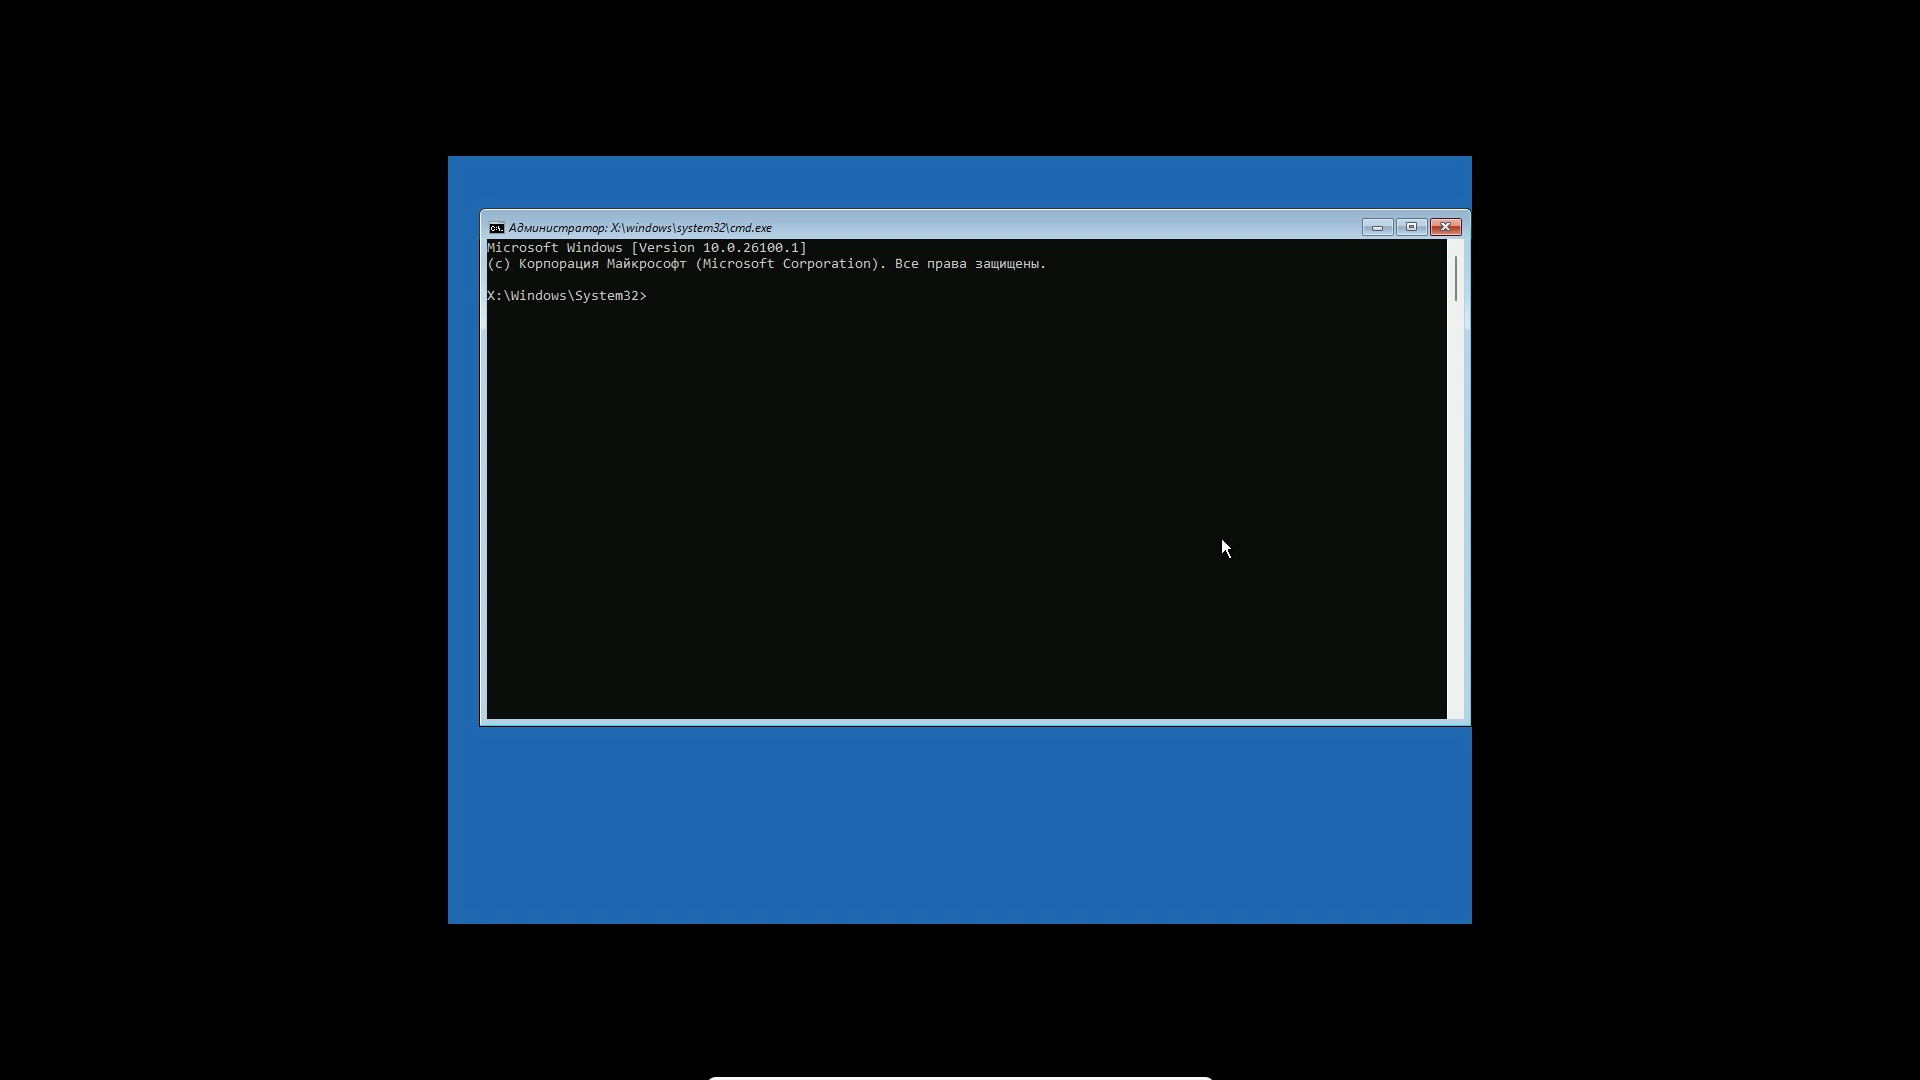 Администратор: X:\windows\system32\cmd.exe
Microsoft Windows [Version 10.0.26100.1]
(c) Корпорация Майкрософт (Microsoft Corporation). Все права защищены.
X:\Windows\System32>